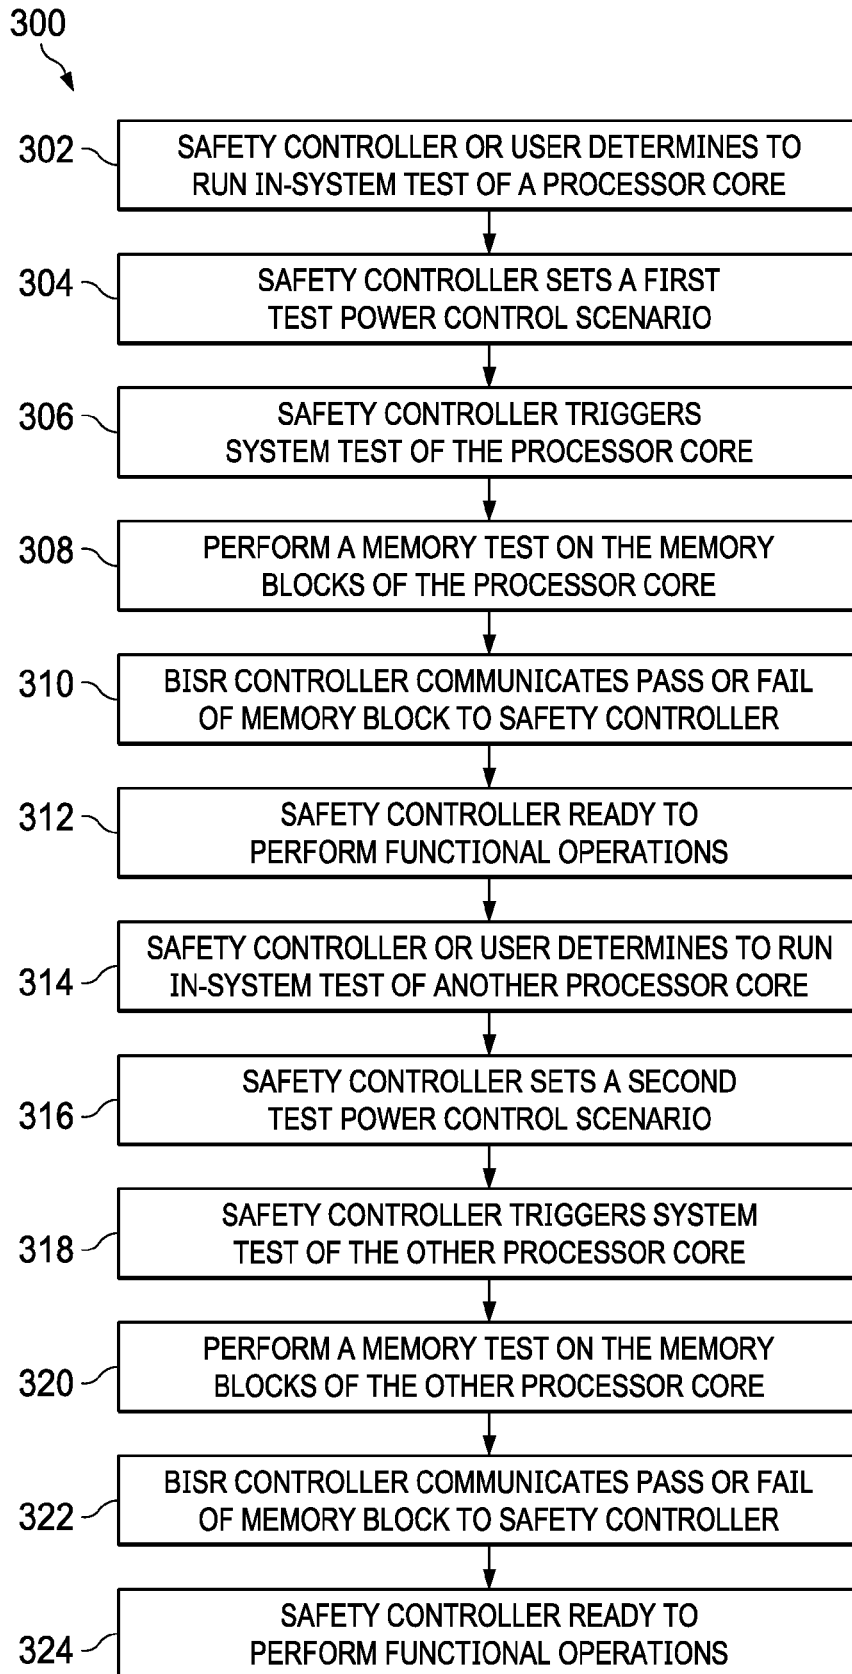 300
302
SAFETY CONTROLLER OR USER DETERMINES TO
RUN IN-SYSTEM TEST OF A PROCESSOR CORE
304
SAFETY CONTROLLER SETS A FIRST
TEST POWER CONTROL SCENARIO
306
SAFETY CONTROLLER TRIGGERS
SYSTEM TEST OF THE PROCESSOR CORE
308
PERFORM A MEMORY TEST ON THE MEMORY
BLOCKS OF THE PROCESSOR CORE
310
BISR CONTROLLER COMMUNICATES PASS OR FAIL
OF MEMORY BLOCK TO SAFETY CONTROLLER
312
SAFETY CONTROLLER READY TO
PERFORM FUNCTIONAL OPERATIONS
314
SAFETY CONTROLLER OR USER DETERMINES TO RUN
IN-SYSTEM TEST OF ANOTHER PROCESSOR CORE
316
SAFETY CONTROLLER SETS A SECOND
TEST POWER CONTROL SCENARIO
318
SAFETY CONTROLLER TRIGGERS SYSTEM
TEST OF THE OTHER PROCESSOR CORE
320
PERFORM A MEMORY TEST ON THE MEMORY
BLOCKS OF THE OTHER PROCESSOR CORE
322
BISR CONTROLLER COMMUNICATES PASS OR FAIL
OF MEMORY BLOCK TO SAFETY CONTROLLER
324
SAFETY CONTROLLER READY TO
PERFORM FUNCTIONAL OPERATIONS